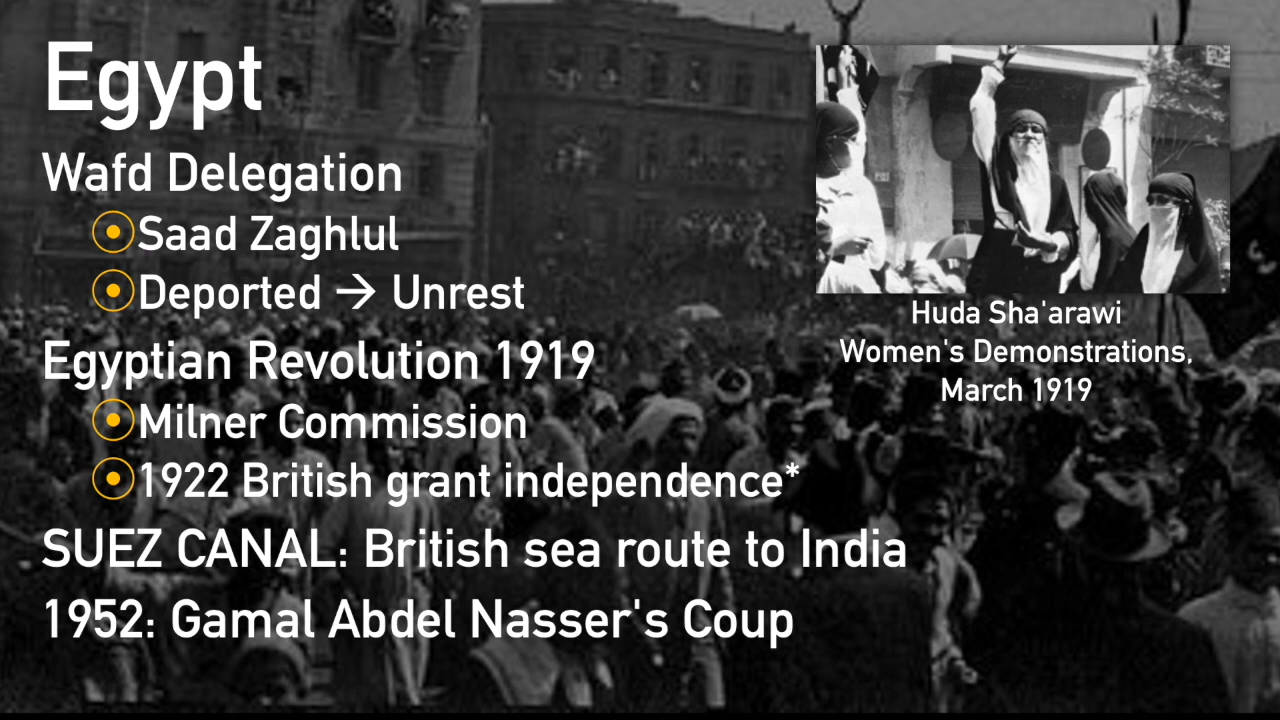 Egypt
Wafd Delegation
Saad Zaghlul
Deported → Unrest
Egyptian Revolution 1919
Milner Commission
1922 British grant independence*
SUEZ CANAL: British sea route to India
1952: Gamal Abdel Nasser's Coup
Huda Sha'arawi
Women's Demonstrations,
March 1919